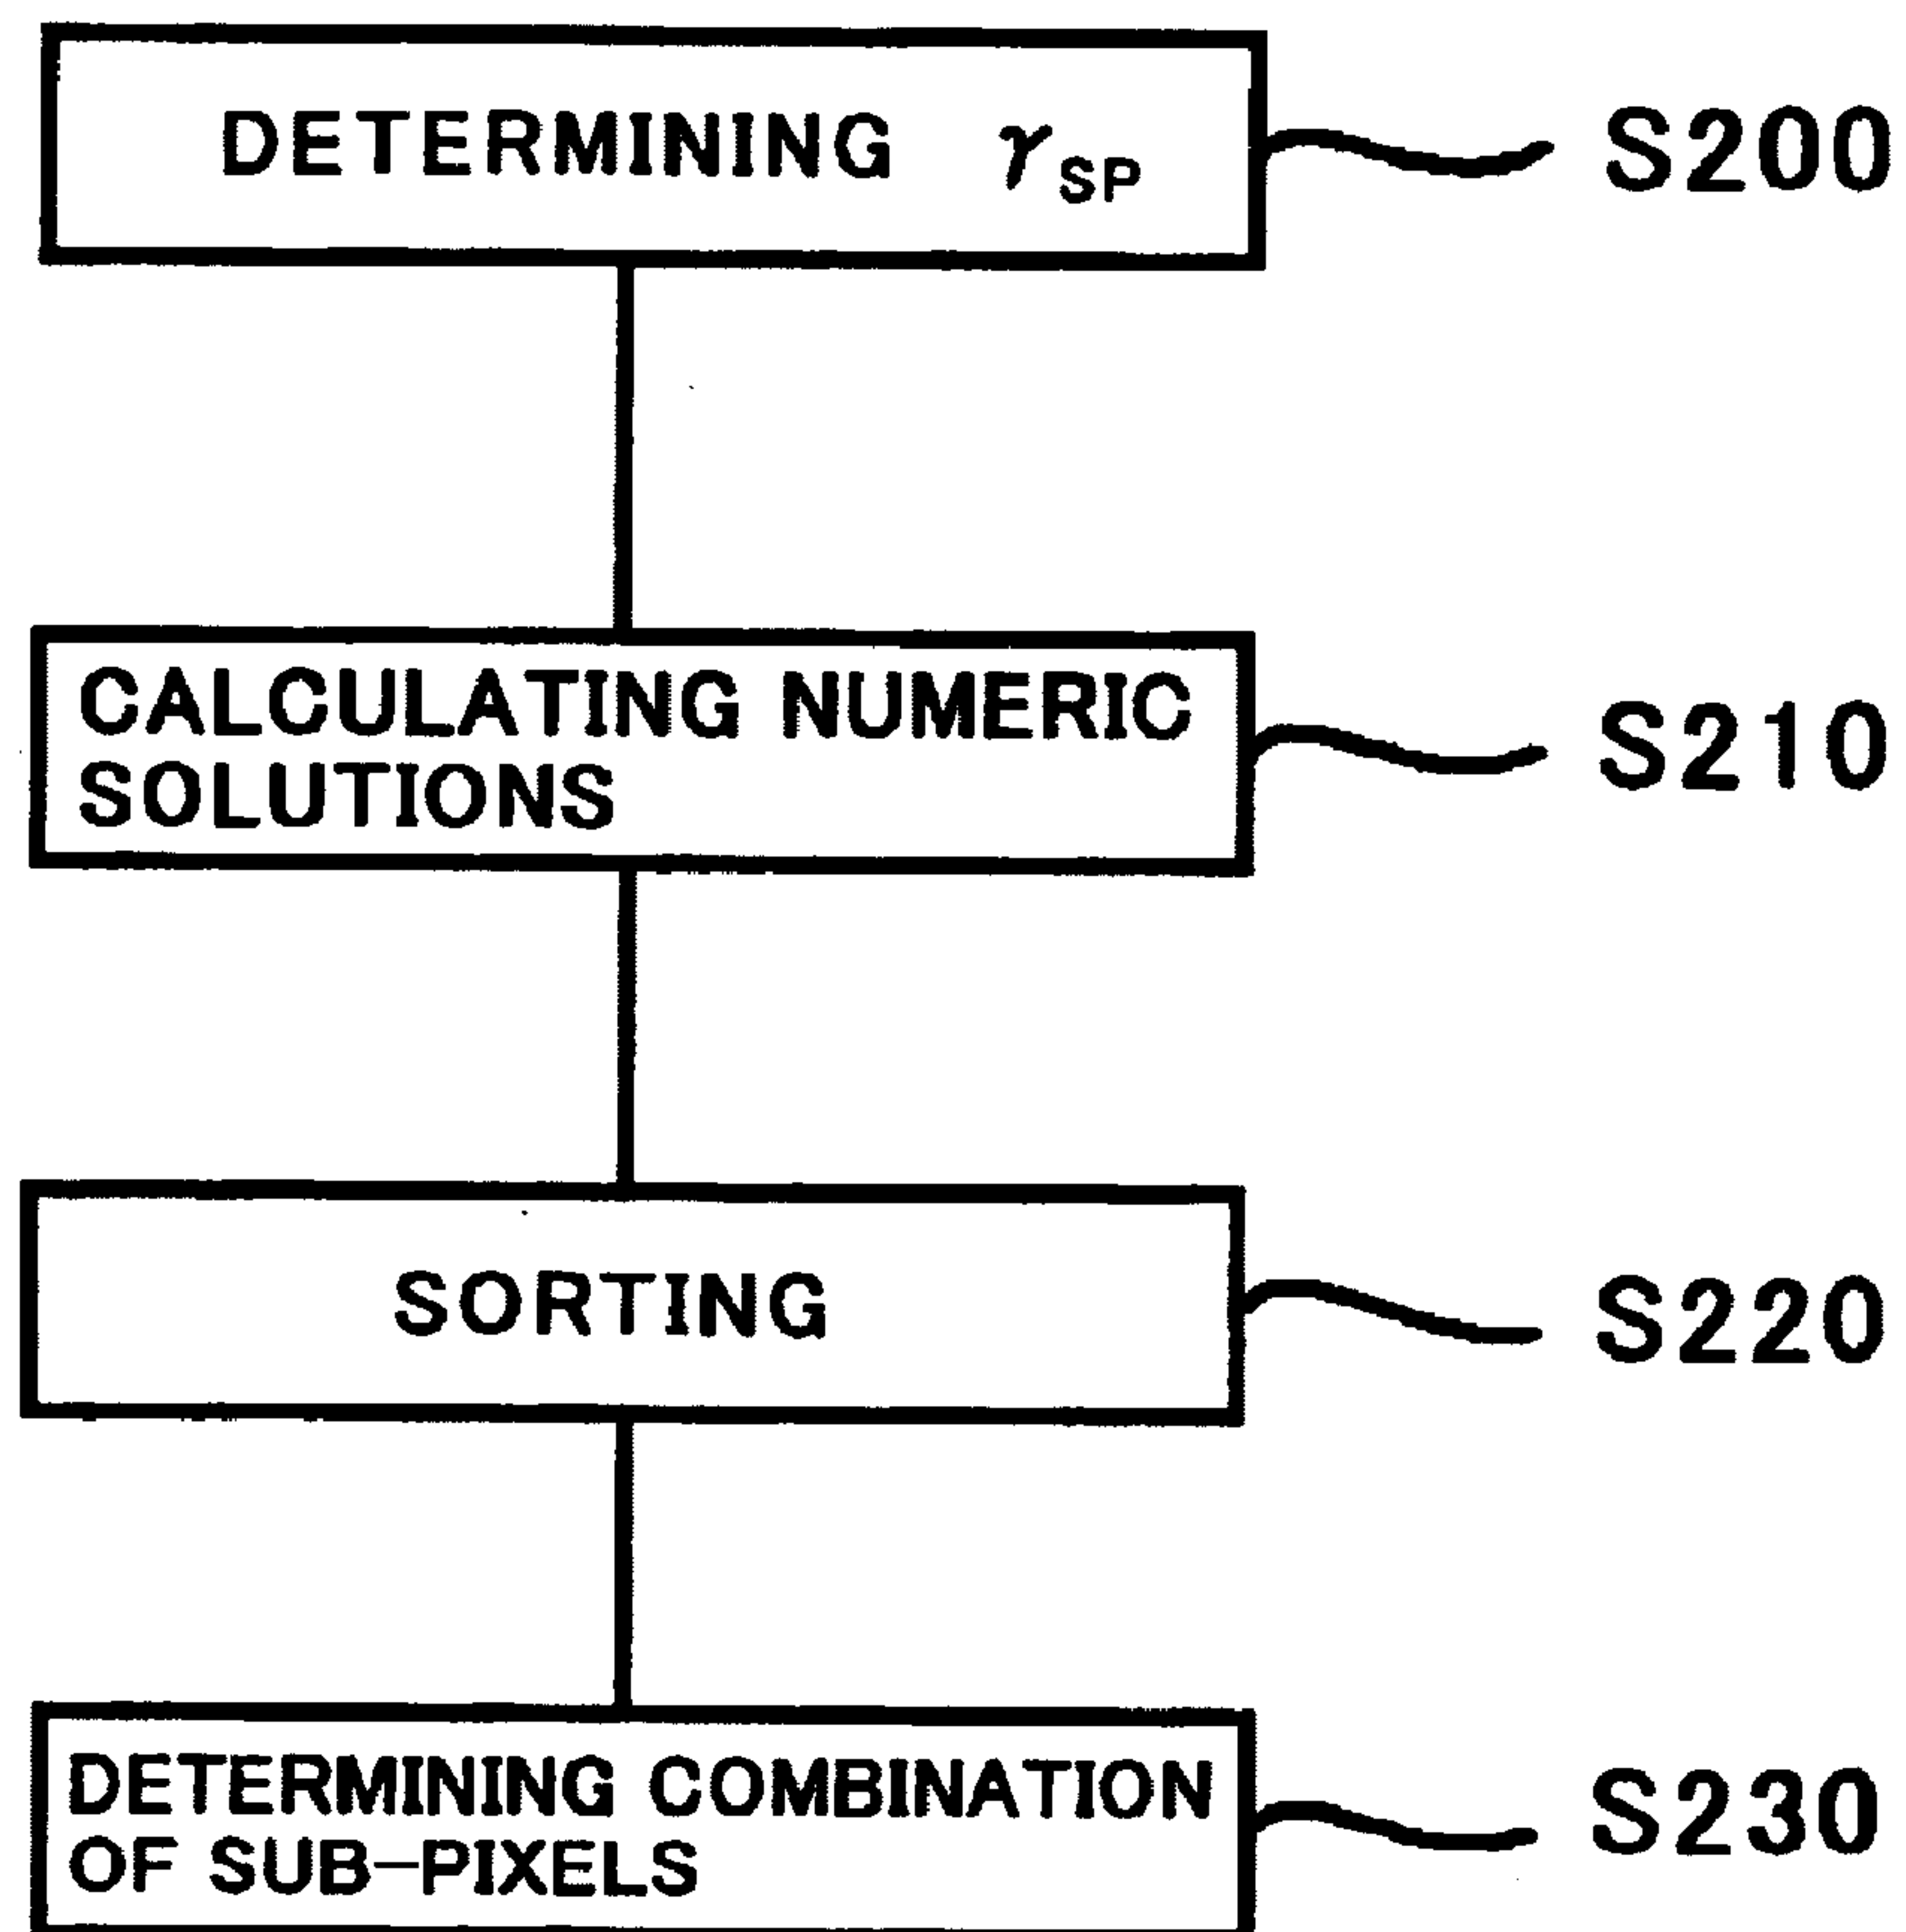 DETERMINING γSP S200
CALCULATING NUMERIC
SOLUTIONS
S210
SORTING S220
DETERMINING COMBINATION
OF SUB-PIXELS
S230